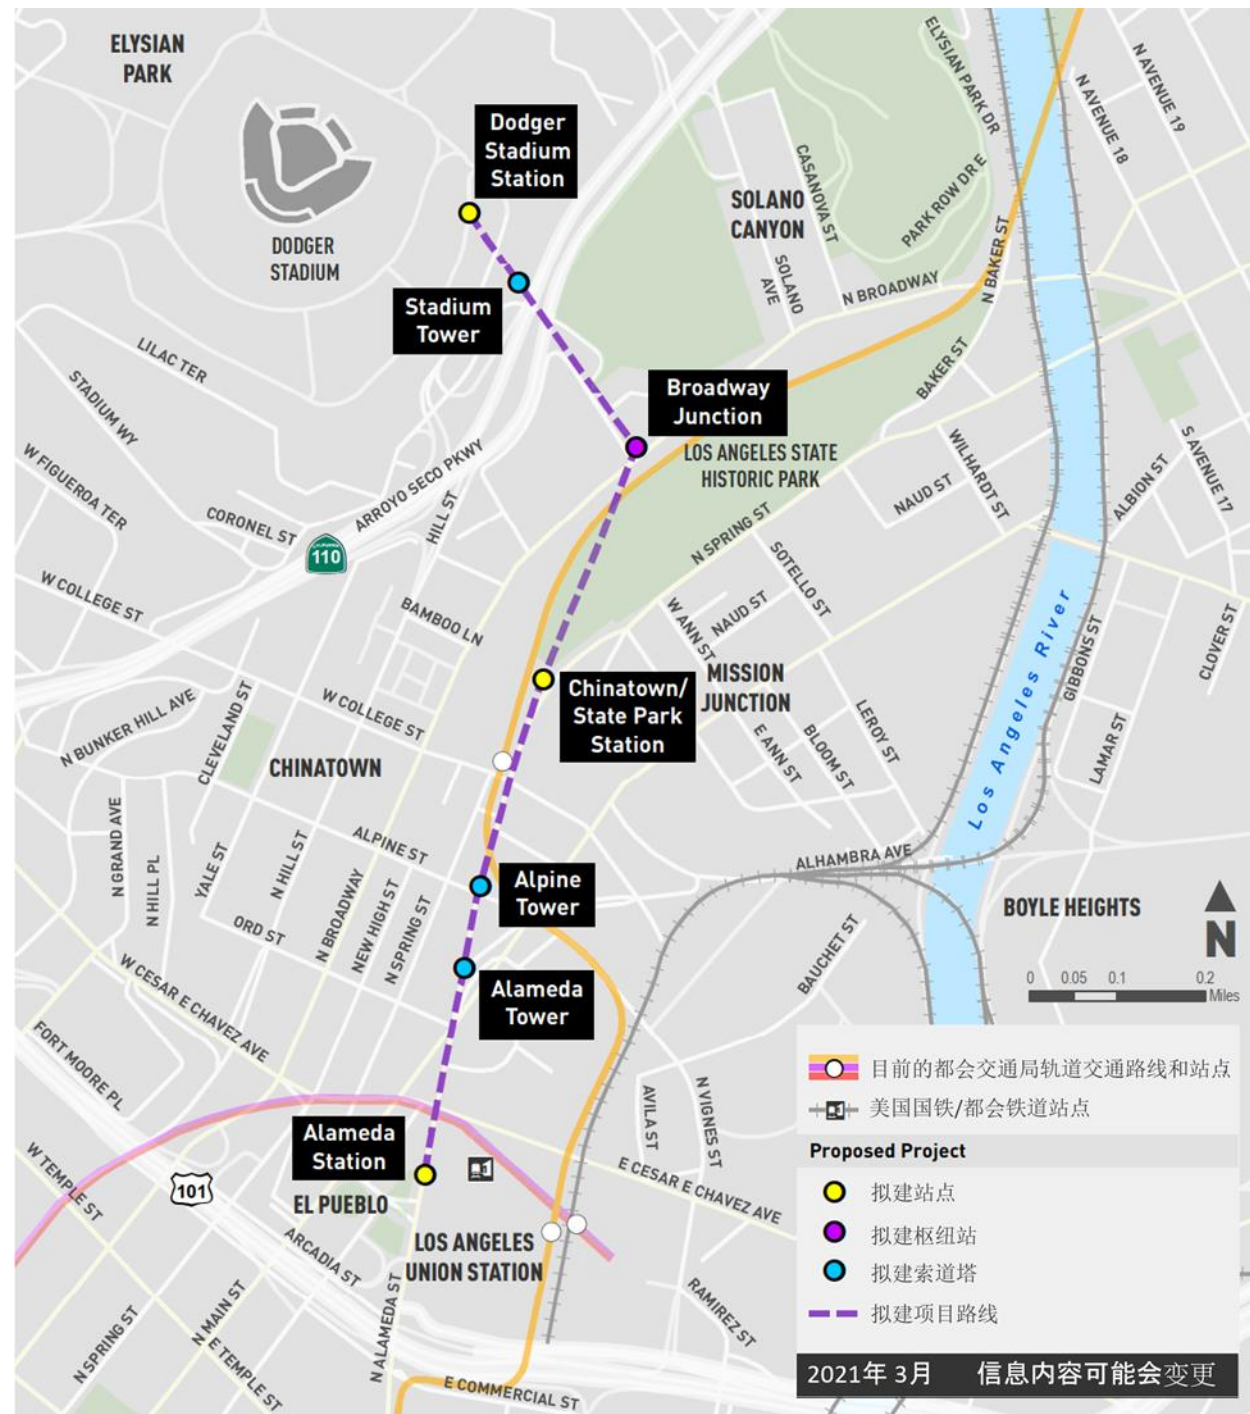 ELYSIAN
PARK
Dodger
Stadium
Station
DODGER
STADIUM
Stadium
Tower
SOLANO
CANYON
CASANOVA ST
SOLANO
AVE
ELYSIAN PARK DR
PARK ROW DR E
N BROADWAY
N BAKER ST
BAKER ST
N AVENUE 19
N AVENUE 18
LILAC TER
STADIUM WY
W FIGUEROA TER
CORONEL ST
ARROYO SECO PKWY
HILL ST
CALIFORNIA
110
W COLLEGE ST
BAMBOO LN
Broadway
Junction
LOS ANGELES STATE
HISTORIC PARK
N SPRING ST
WILHARDT ST
NAUD ST
SOTELLO ST
ALBION ST
S AVENUE 17
W ANN ST
NAUD ST
MISSION
JUNCTION
Chinatown/
State Park
Station
E ANN ST
BLOOM ST
LEROY ST
Los Angeles River
GIBBONS ST
CLOVER ST
LAMAR ST
N BUNKER HILL AVE
CLEVELAND ST
W COLLEGE ST
CHINATOWN
N GRAND AVE
N HILL PL
YALE ST
N HILL ST
ALPINE ST
ORD ST
N BROADWAY
NEW HIGH ST
N SPRING ST
Alpine
Tower
Alameda
Tower
ALHAMBRA AVE
BAUCHET ST
BOYLE HEIGHTS
N
0 0.05 0.1 0.2
Miles
W CESAR E CHAVEZ AVE
FORT MOORE PL
W TEMPLE ST
101
Alameda
Station
EL PUEBLO
LOS ANGELES
UNION STATION
AVILA ST
N VIGNES ST
E CESAR E CHAVEZ AVE
ARCADIA ST
N ALAMEDA ST
N SPRING ST
N MAIN ST
E TEMPLE ST
E COMMERCIAL ST
RAMIREZ ST
目前的都会交通局轨道交通路线和站点
美国国铁/都会铁道站点
Proposed Project
拟建站点
拟建枢纽站
拟建索道塔
拟建项目路线
2021年 3月 信息内容可能会变更